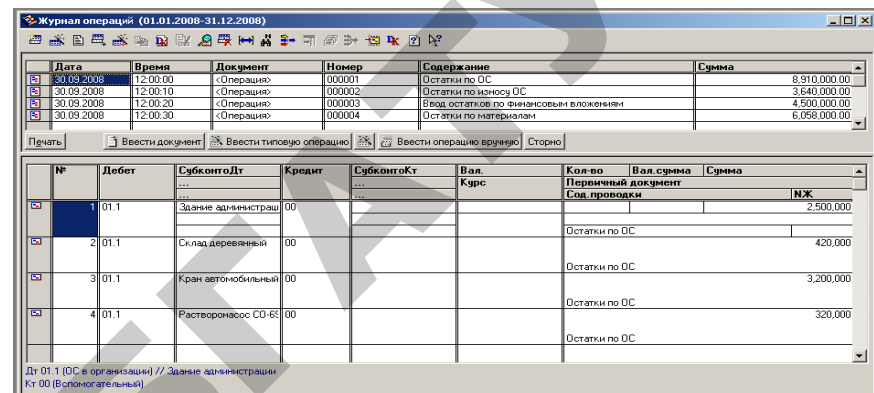 Журнал операций (01.01.2008-31.12.2008)
Дата Время Документ Номер Содержание Сумма
30.09.2008 12:00:00 <Операция> 000001 Остатки по ОС 8,910,000.00
30.09.2008 12:00:10 <Операция> 000002 Остатки по износу ОС 3,640,000.00
30.09.2008 12:00:20 <Операция> 000003 Ввод остатков по финансовым вложениям 4,500,000.00
30.09.2008 12:00:30 <Операция> 000004 Остатки по материалам 6,058,000.00
Печать Ввести документ Ввести типовую операцию Ввести операцию вручную Сторно
№ Дебет СубконтоДт Кредит СубконтоКт Вал. Кол-во Вал.сумма Сумма
... ... Курс Первичный документ
... ... Сод.проводки NЖ
1 01.1 Здание администрац 00 2,500,000
Остатки по ОС
2 01.1 Склад деревянный 00 420,000
Остатки по ОС
3 01.1 Кран автомобильный 00 3,200,000
Остатки по ОС
4 01.1 Растворонасос СО-69 00 320,000
Остатки по ОС
Дт 01.1 (ОС в организации) // Здание администрации
Кт 00 (Вспомогательный)